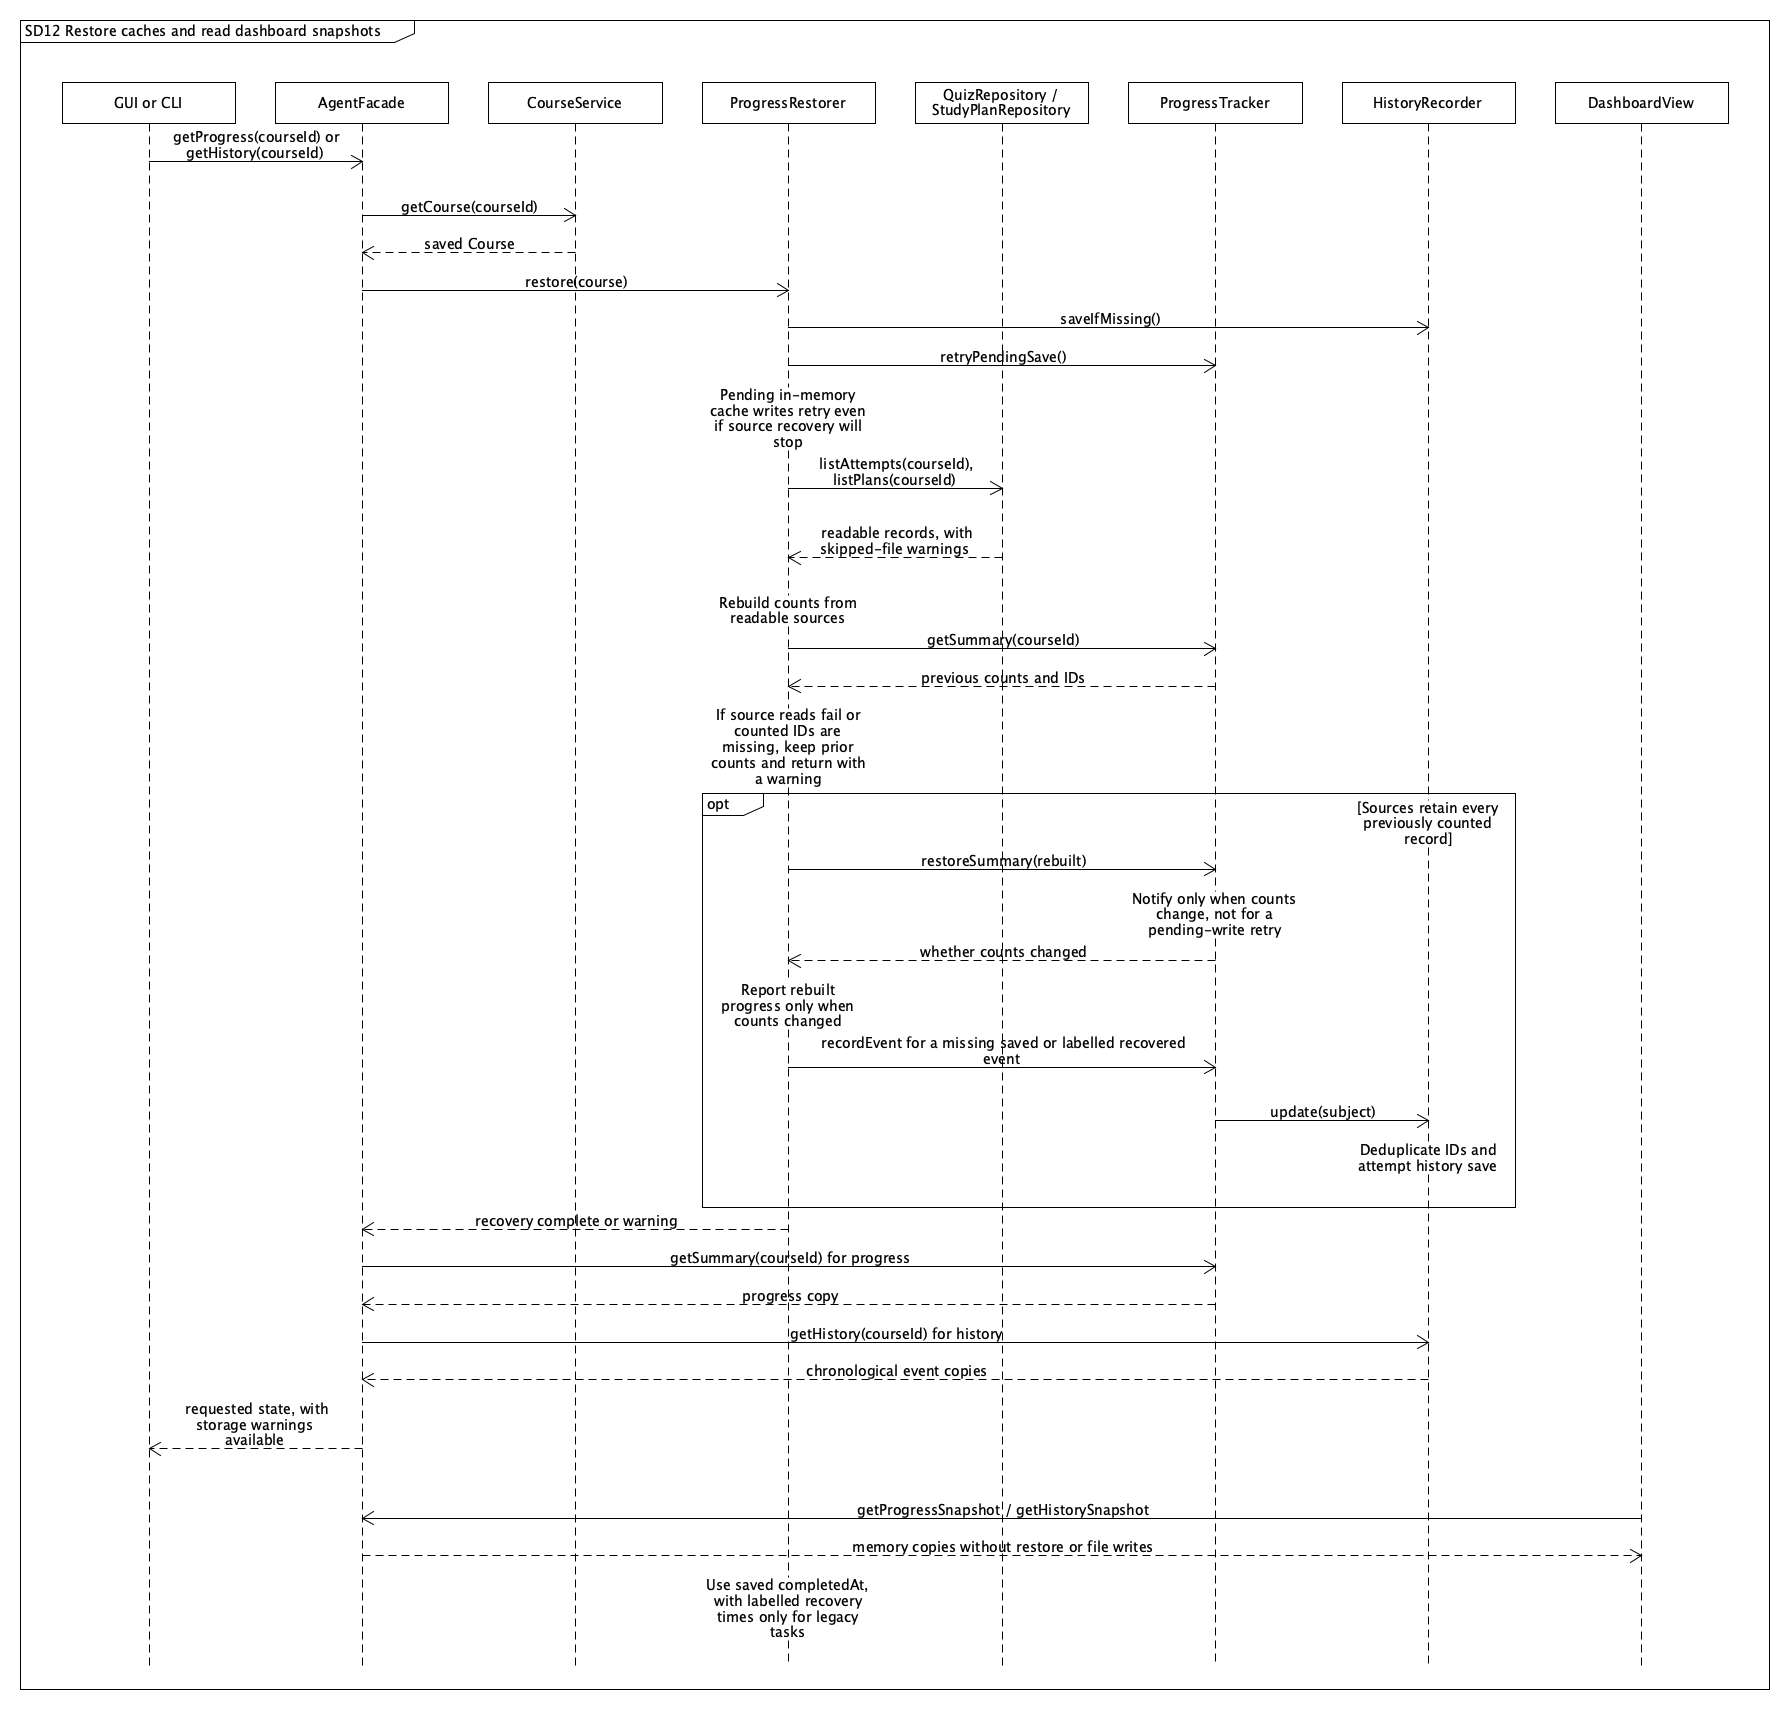 SD12 Restore caches and read dashboard snapshots
GUI or CLI
AgentFacade
CourseService
ProgressRestorer
QuizRepository /
StudyPlanRepository
ProgressTracker
HistoryRecorder
DashboardView
getProgress(courseId) or
getHistory(courseId)
getCourse(courseId)
saved Course
restore(course)
saveIfMissing()
retryPendingSave()
Pending in-memory
cache writes retry even
if source recovery will
stop
listAttempts(courseId),
listPlans(courseId)
readable records, with
skipped-file warnings
Rebuild counts from
readable sources
getSummary(courseId)
previous counts and IDs
If source reads fail or
counted IDs are
missing, keep prior
counts and return with
a warning
opt
[Sources retain every
previously counted
record]
restoreSummary(rebuilt)
Notify only when counts
change, not for a
pending-write retry
whether counts changed
Report rebuilt
progress only when
counts changed
recordEvent for a missing saved or labelled recovered
event
update(subject)
Deduplicate IDs and
attempt history save
recovery complete or warning
getSummary(courseId) for progress
progress copy
getHistory(courseId) for history
chronological event copies
requested state, with
storage warnings
available
getProgressSnapshot / getHistorySnapshot
memory copies without restore or file writes
Use saved completedAt,
with labelled recovery
times only for legacy
tasks